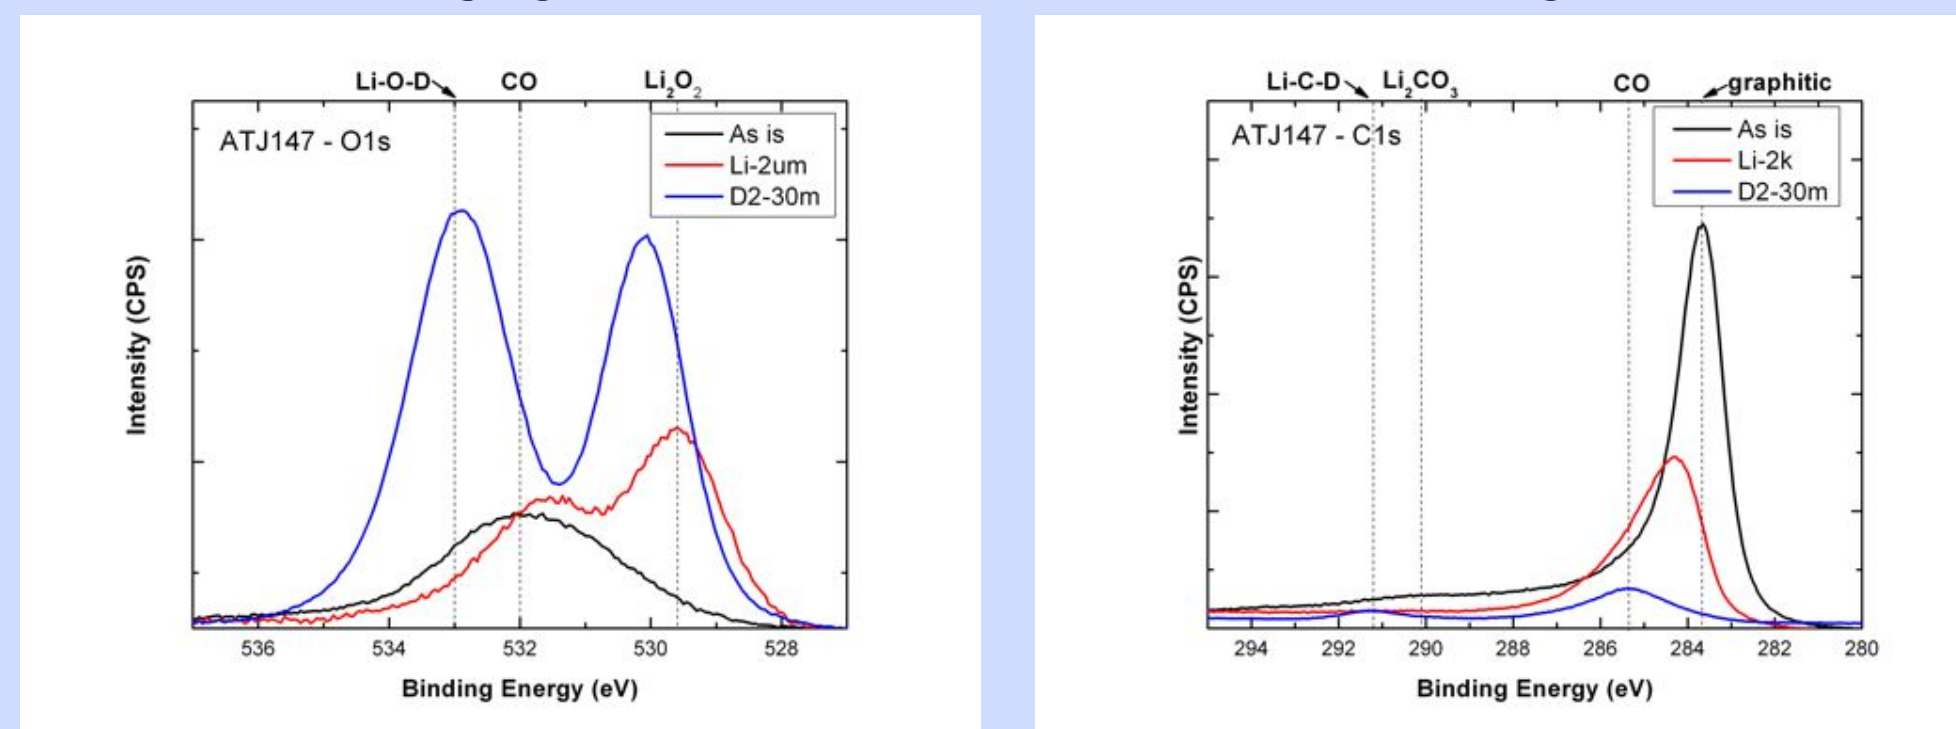 Li-O-D CO Li₂O₂
ATJ147 - O1s
As is
Li-2um
D2-30m
Intensity (CPS)
536 534 532 530 528
Binding Energy (eV)
Li-C-D Li₂CO₃ CO graphitic
ATJ147 - C1s
As is
Li-2k
D2-30m
Intensity (CPS)
294 292 290 288 286 284 282 280
Binding Energy (eV)